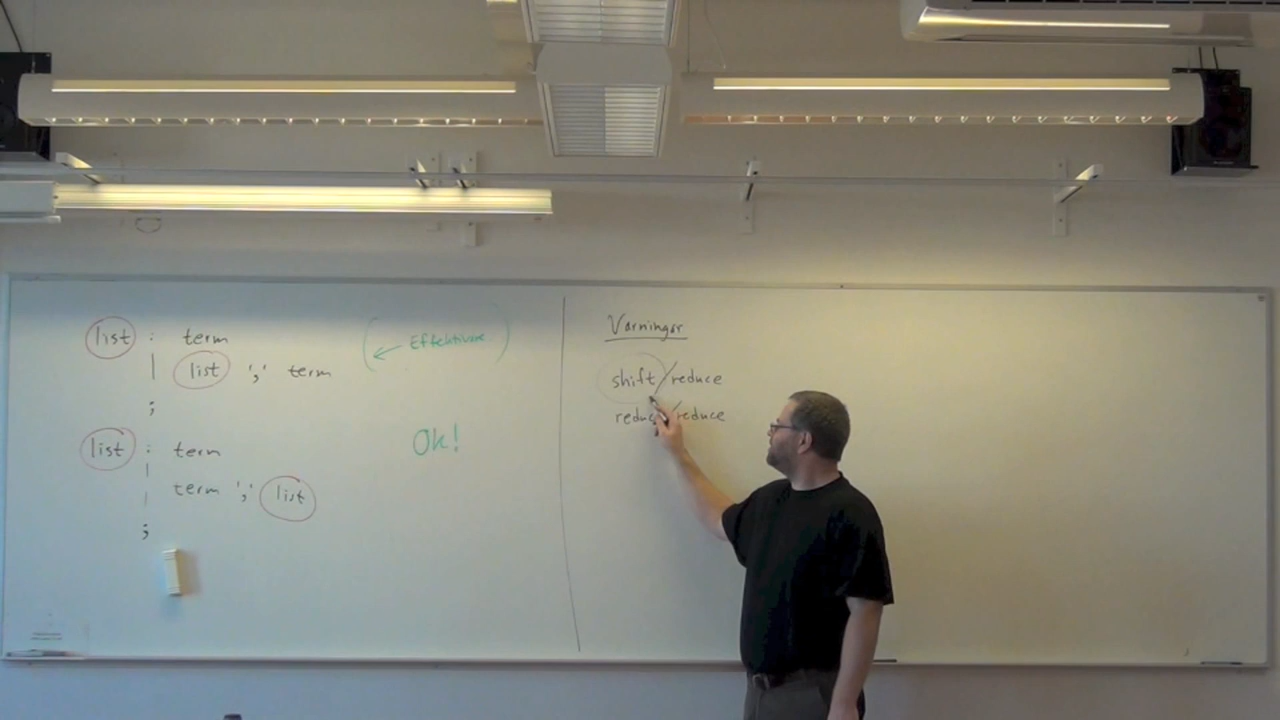 list : term
| list ';' term
;
list : term
| term ';' list
;
← Effektivare
Ok!
Varningar
shift/reduce
reduce/reduce